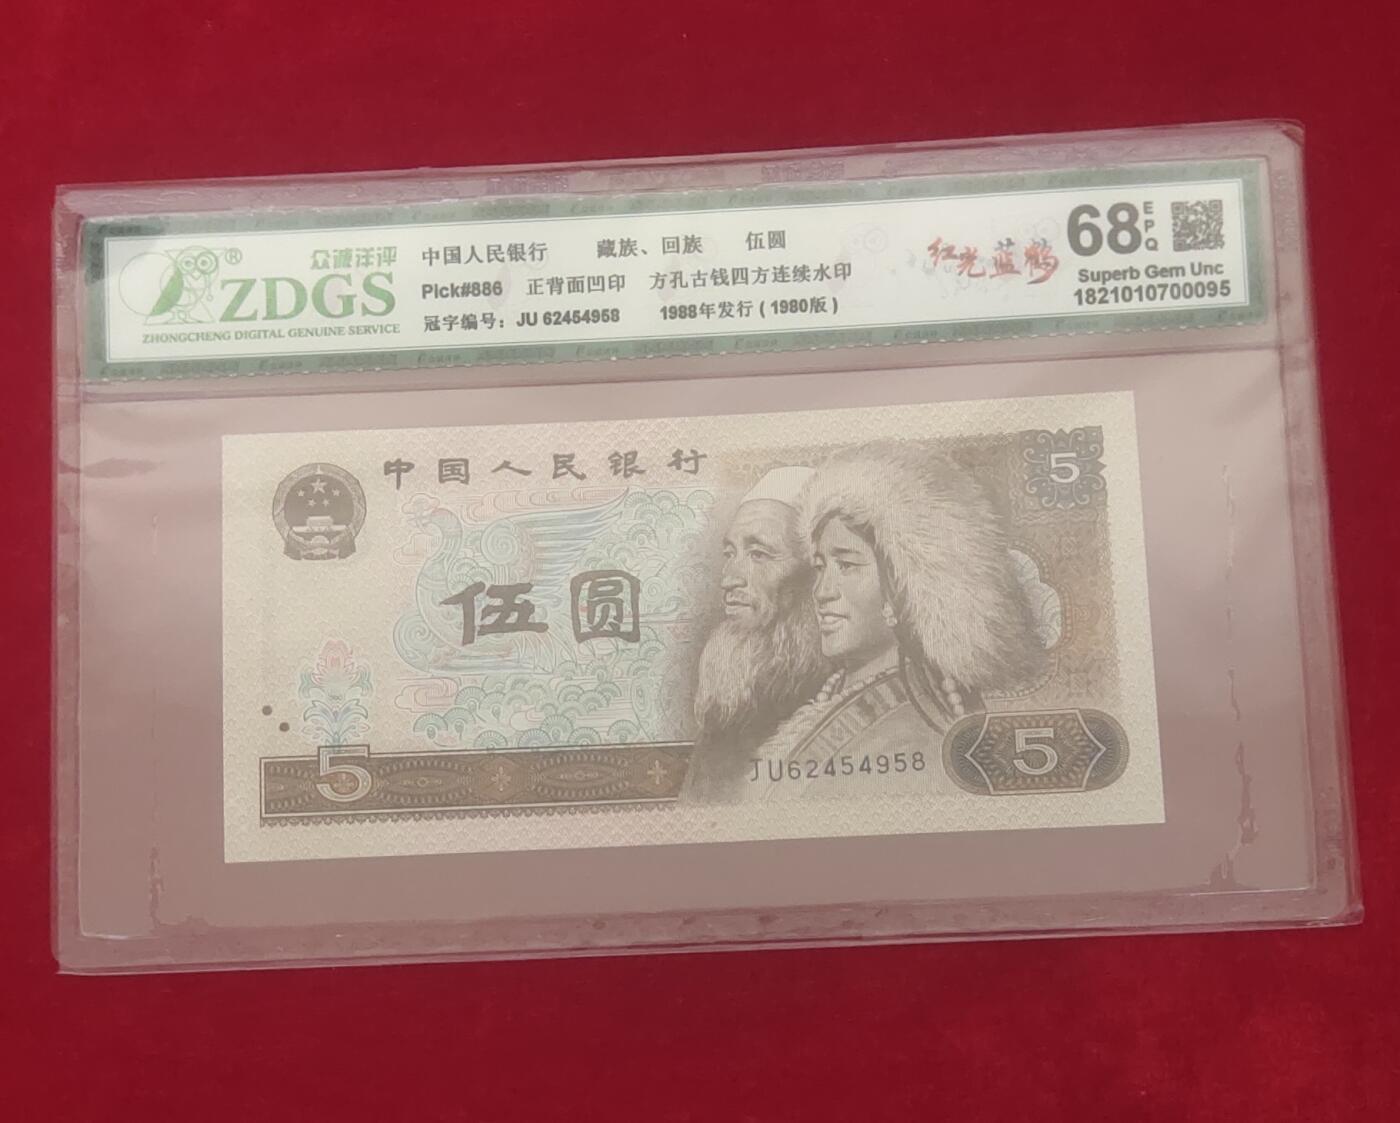 众诚洋评
ZDGS®
ZHONGCHENG DIGITAL GENUINE SERVICE
中国人民银行 藏族、回族 伍圆
Pick#886 正背面凹印 方孔古钱四方连续水印
冠字编号：JU 62454958 1988年发行（1980版）
红光蓝鹤
68 EPQ
Superb Gem Unc
1821010700095
中国人民银行
5
伍圆
5
JU62454958
5